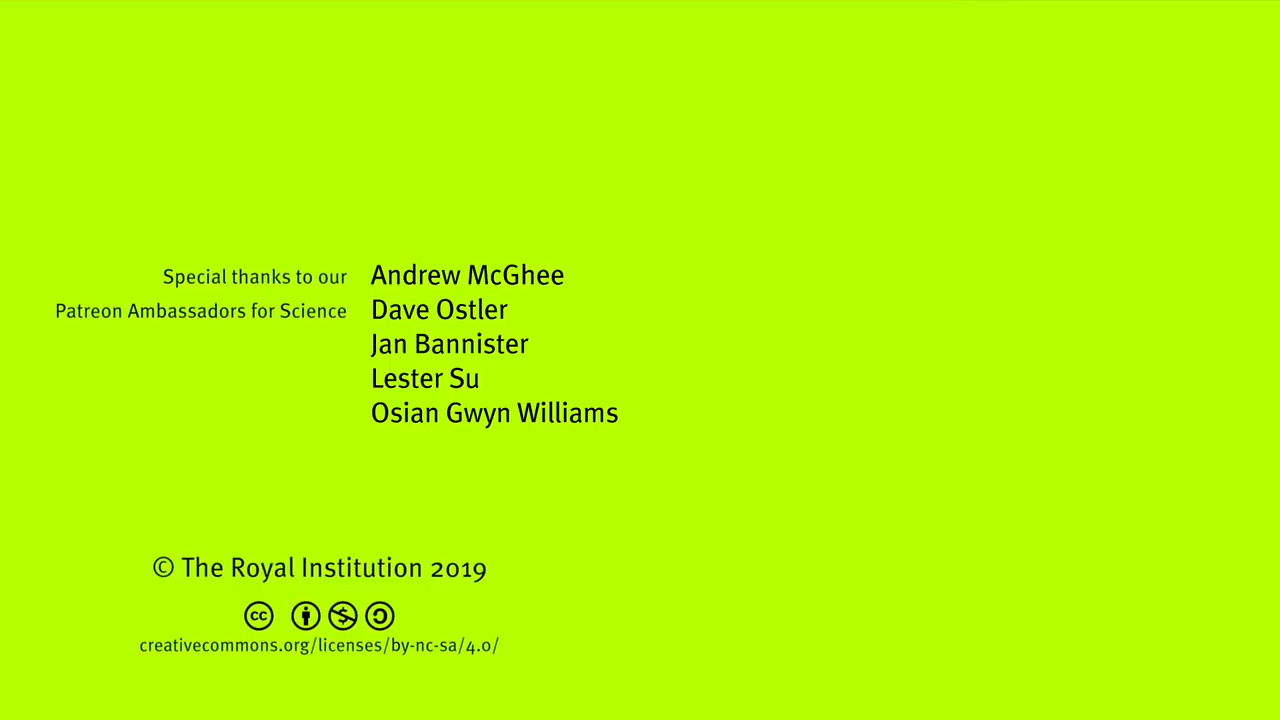 Special thanks to our Andrew McGhee
Patreon Ambassadors for Science Dave Ostler
Jan Bannister
Lester Su
Osian Gwyn Williams
© The Royal Institution 2019
cc
creativecommons.org/licenses/by-nc-sa/4.0/